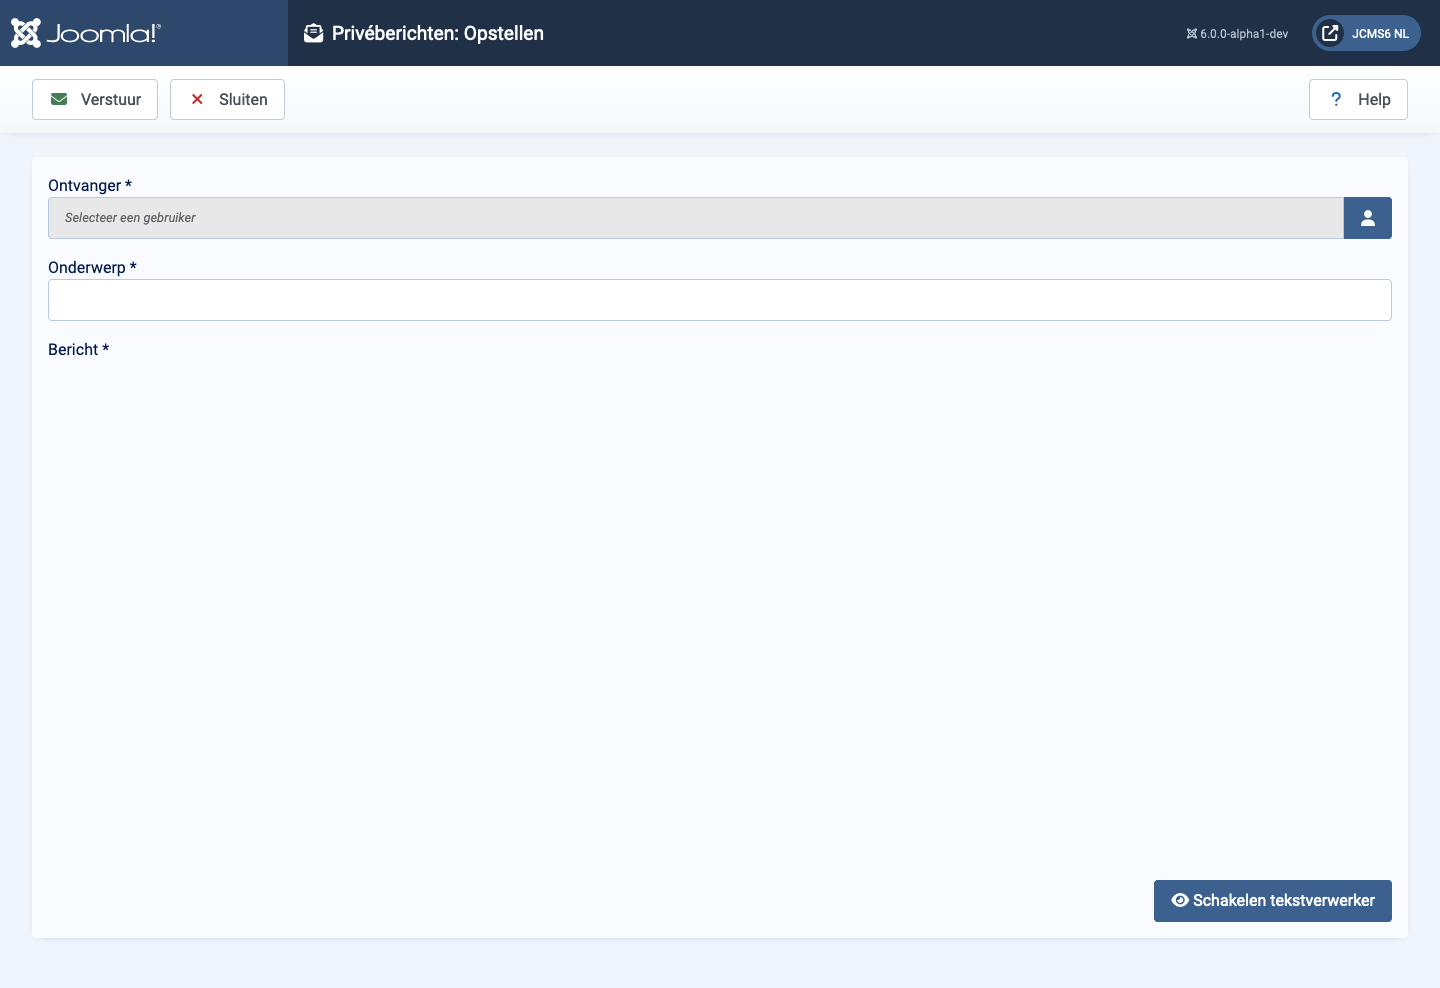 Joomla!®
Privéberichten: Opstellen
6.0.0-alpha1-dev
JCMS6 NL
Verstuur
Sluiten
? Help
Ontvanger *
Selecteer een gebruiker
Onderwerp *
Bericht *
Schakelen tekstverwerker